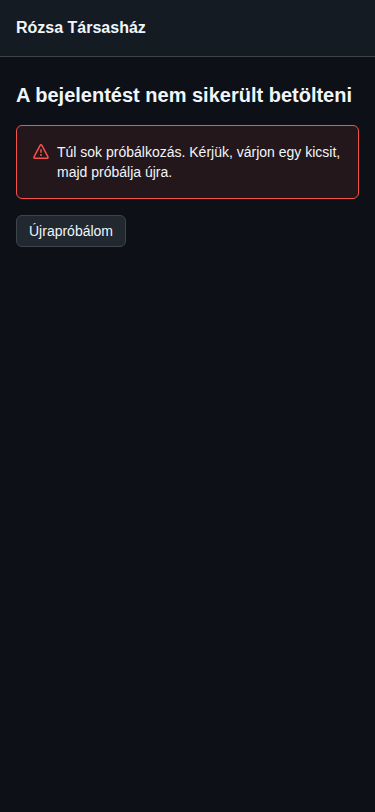 Rózsa Társasház
A bejelentést nem sikerült betölteni
Túl sok próbálkozás. Kérjük, várjon egy kicsit,
majd próbálja újra.
Újrapróbálom